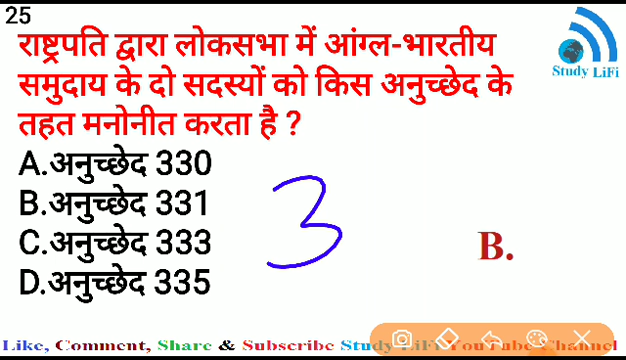 25
राष्ट्रपति द्वारा लोकसभा में आंग्ल-भारतीय
समुदाय के दो सदस्यों को किस अनुच्छेद के
तहत मनोनीत करता है ?
Study LiFi
A.अनुच्छेद 330
B.अनुच्छेद 331
C.अनुच्छेद 333
D.अनुच्छेद 335
3
B.
Like, Comment, Share & Subscribe Study LiFi YouTube Channel